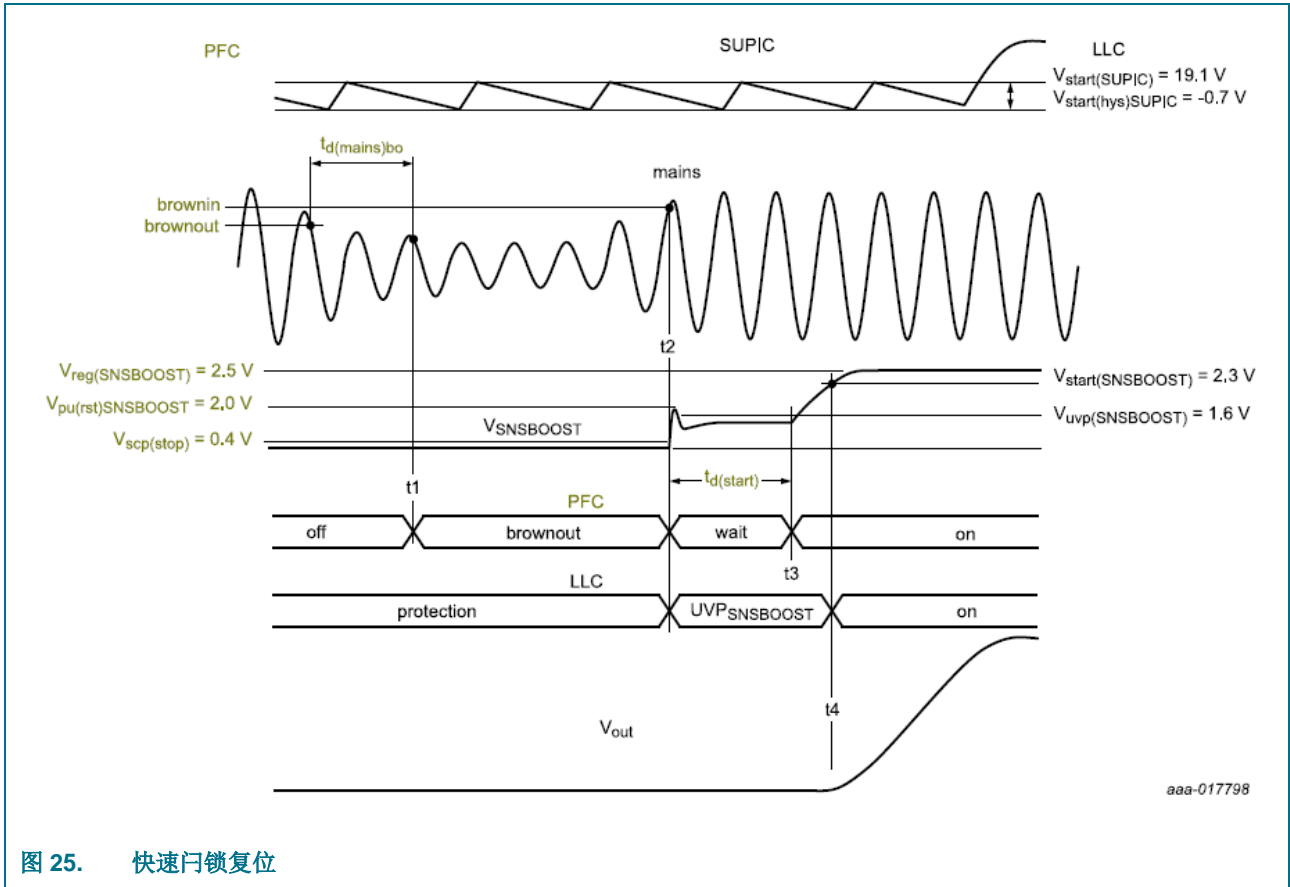 PFC
SUPIC
LLC
Vstart(SUPIC) = 19.1 V
Vstart(hys)SUPIC = -0.7 V
td(mains)bo
mains
brownin
brownout
t2
Vreg(SNSBOOST) = 2.5 V
Vstart(SNSBOOST) = 2.3 V
Vpu(rst)SNSBOOST = 2.0 V
Vuvp(SNSBOOST) = 1.6 V
VSNSBOOST
Vscp(stop) = 0.4 V
td(start)
t1
PFC
off
brownout
wait
on
t3
LLC
protection
UVPSNSBOOST
on
t4
Vout
aaa-017798
图 25. 快速闩锁复位